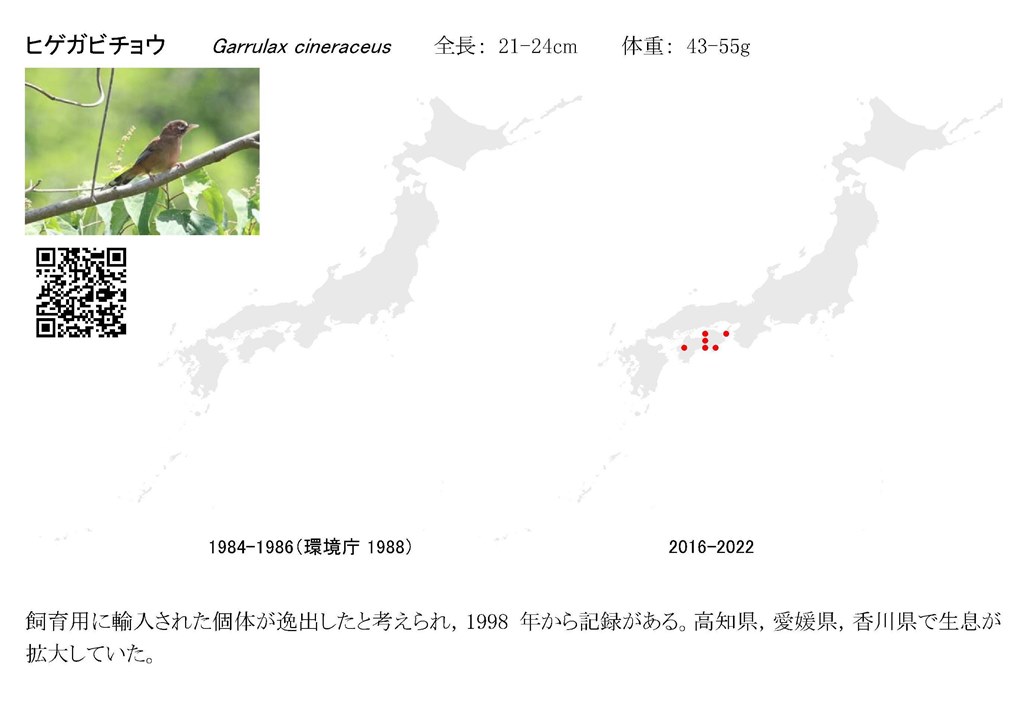 ヒゲガビチョウ Garrulax cineraceus 全長： 21-24cm 体重： 43-55g
1984-1986（環境庁 1988） 2016-2022
飼育用に輸入された個体が逸出したと考えられ，1998 年から記録がある。高知県，愛媛県，香川県で生息が
拡大していた。